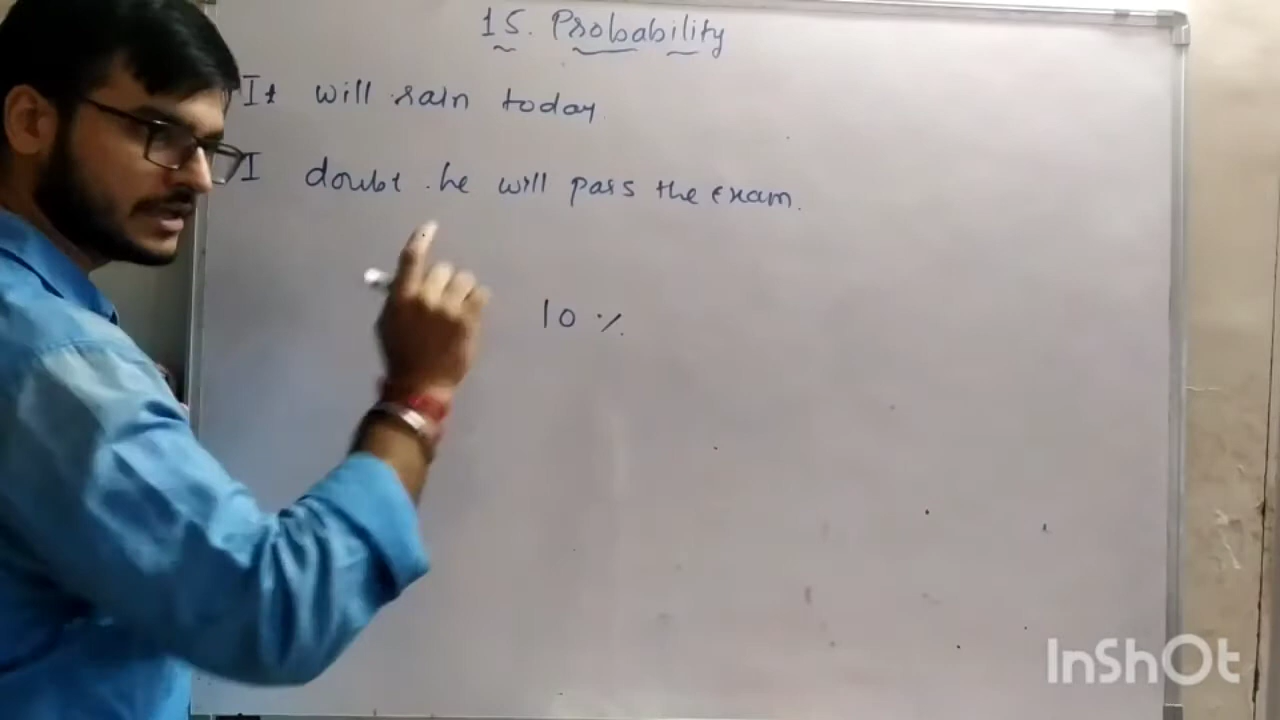 15. Probability
It will rain today.
I doubt he will pass the exam.
10 %
InShOt